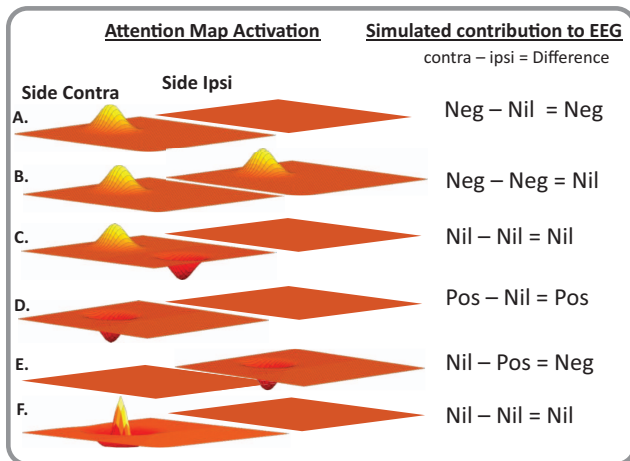 Attention Map Activation
Simulated contribution to EEG
contra – ipsi = Difference
Side Contra
Side Ipsi
A.
Neg – Nil = Neg
B.
Neg – Neg = Nil
C.
Nil – Nil = Nil
D.
Pos – Nil = Pos
E.
Nil – Pos = Neg
F.
Nil – Nil = Nil